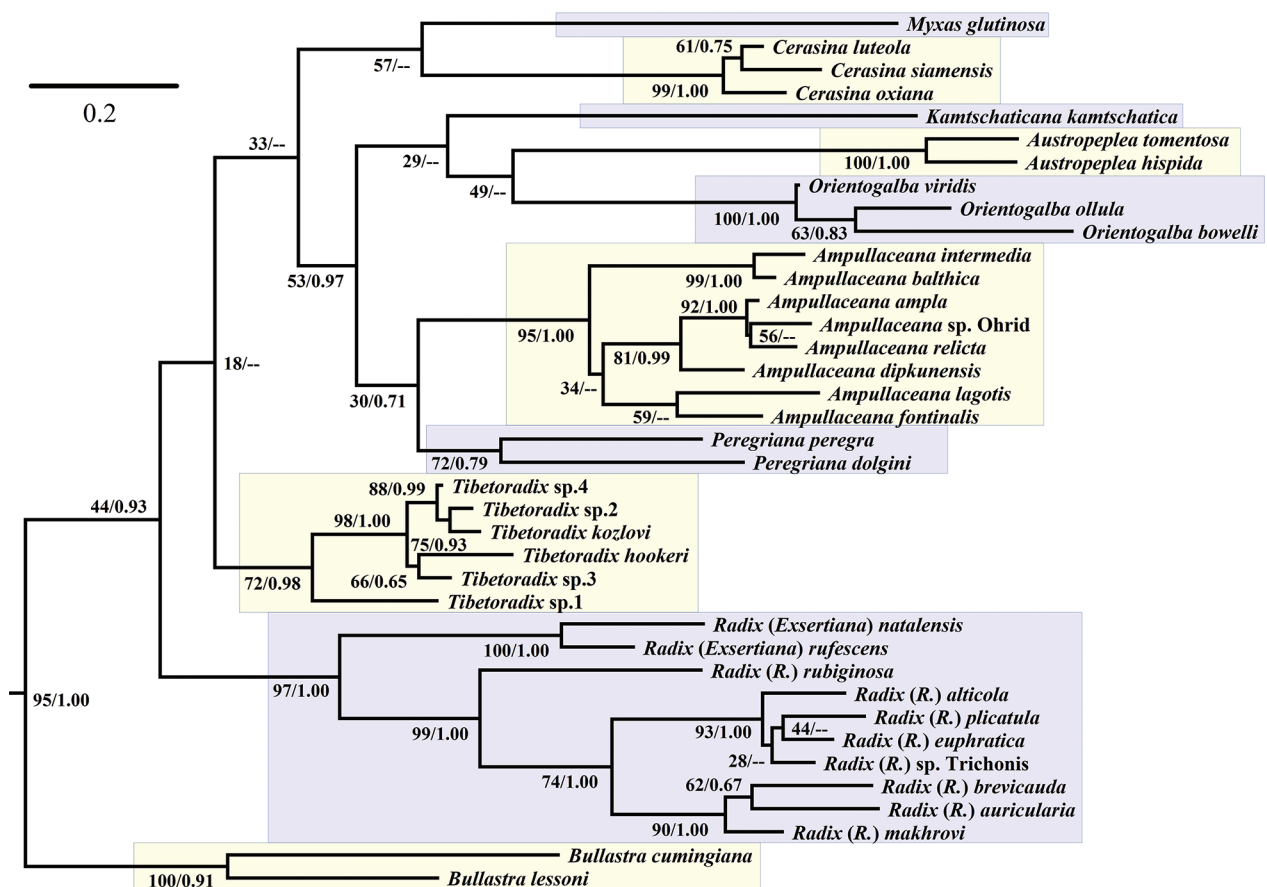 Myxas glutinosa
61/0.75
Cerasina luteola
57/--
Cerasina siamensis
99/1.00
Cerasina oxiana
0.2
Kamtschaticana kamtschatica
33/--
Austropeplea tomentosa
29/--
100/1.00
Austropeplea hispida
49/--
Orientogalba viridis
Orientogalba ollula
100/1.00
63/0.83
Orientogalba bowelli
Ampullaceana intermedia
53/0.97
99/1.00
Ampullaceana balthica
92/1.00
Ampullaceana ampla
Ampullaceana sp. Ohrid
95/1.00
56/--
Ampullaceana relicta
81/0.99
18/--
Ampullaceana dipkunensis
34/--
Ampullaceana lagotis
30/0.71
59/--
Ampullaceana fontinalis
Peregriana peregra
72/0.79
Peregriana dolgini
88/0.99
Tibetoradix sp.4
44/0.93
Tibetoradix sp.2
98/1.00
Tibetoradix kozlovi
75/0.93
Tibetoradix hookeri
72/0.98
66/0.65
Tibetoradix sp.3
Tibetoradix sp.1
Radix (Exsertiana) natalensis
100/1.00
Radix (Exsertiana) rufescens
Radix (R.) rubiginosa
97/1.00
95/1.00
Radix (R.) alticola
Radix (R.) plicatula
99/1.00
93/1.00
44/--
Radix (R.) euphratica
28/--
Radix (R.) sp. Trichonis
74/1.00
62/0.67
Radix (R.) brevicauda
Radix (R.) auricularia
90/1.00
Radix (R.) makhrovi
Bullastra cumingiana
100/0.91
Bullastra lessoni